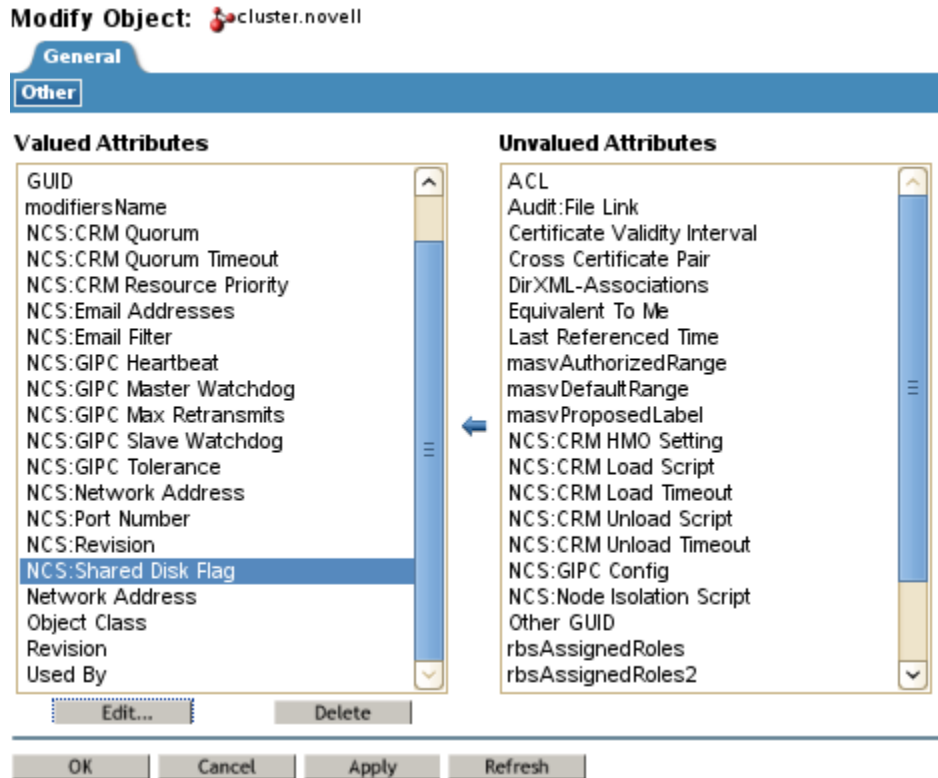 Modify Object: cluster.novell
General
Other
Valued Attributes
GUID
modifiersName
NCS:CRM Quorum
NCS:CRM Quorum Timeout
NCS:CRM Resource Priority
NCS:Email Addresses
NCS:Email Filter
NCS:GIPC Heartbeat
NCS:GIPC Master Watchdog
NCS:GIPC Max Retransmits
NCS:GIPC Slave Watchdog
NCS:GIPC Tolerance
NCS:Network Address
NCS:Port Number
NCS:Revision
NCS:Shared Disk Flag
Network Address
Object Class
Revision
Used By
Edit...
Delete
Unvalued Attributes
ACL
Audit:File Link
Certificate Validity Interval
Cross Certificate Pair
DirXML-Associations
Equivalent To Me
Last Referenced Time
masvAuthorizedRange
masvDefaultRange
masvProposedLabel
NCS:CRM HMO Setting
NCS:CRM Load Script
NCS:CRM Load Timeout
NCS:CRM Unload Script
NCS:CRM Unload Timeout
NCS:GIPC Config
NCS:Node Isolation Script
Other GUID
rbsAssignedRoles
rbsAssignedRoles2
OK
Cancel
Apply
Refresh